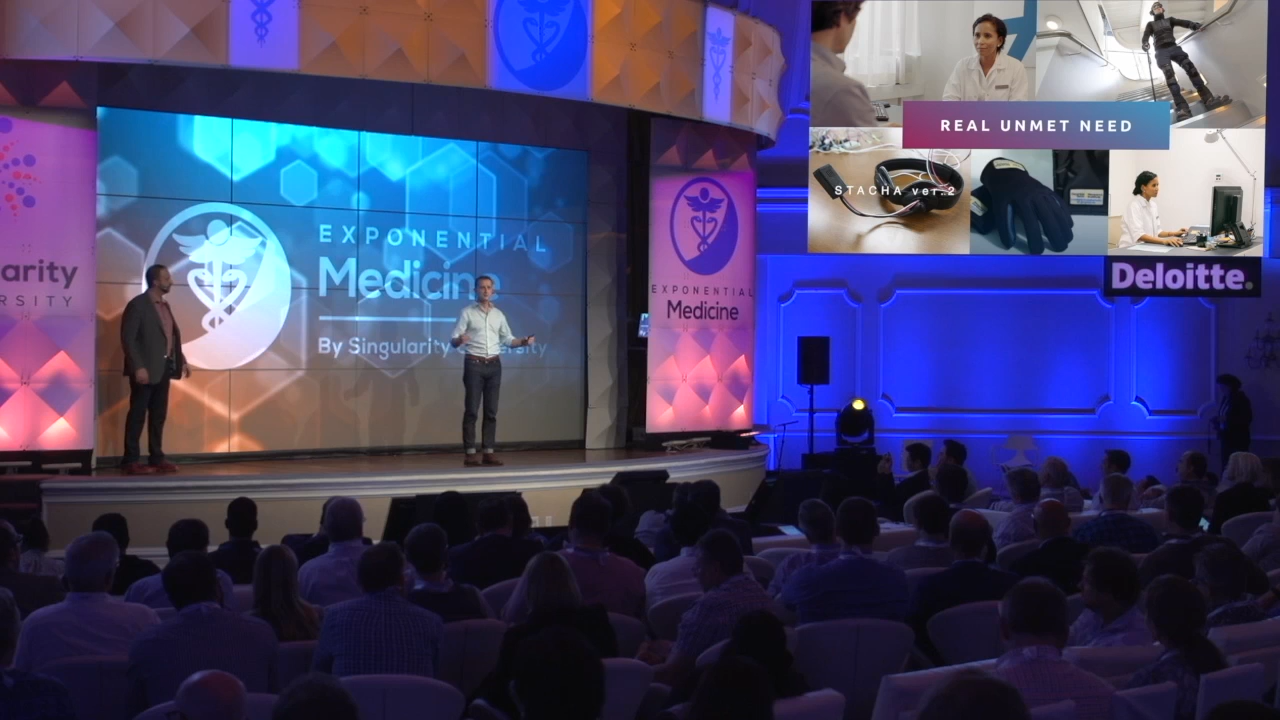 REAL UNMET NEED
STACHA ver.2
Deloitte.
EXPONENTIAL
Medicine
By Singularity
EXPONENTIAL
Medicine